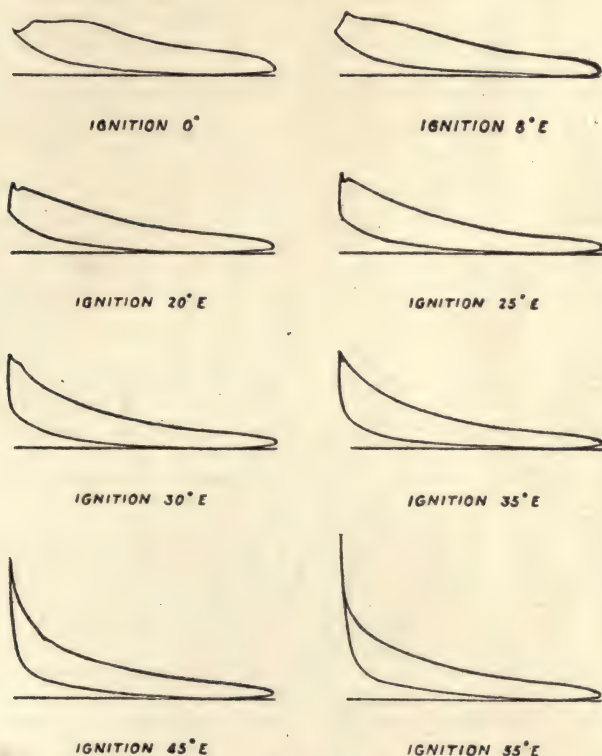 IGNITION 0°
IGNITION 8° E
IGNITION 20° E
IGNITION 25° E
IGNITION 30° E
IGNITION 35° E
IGNITION 45° E
IGNITION 55° E